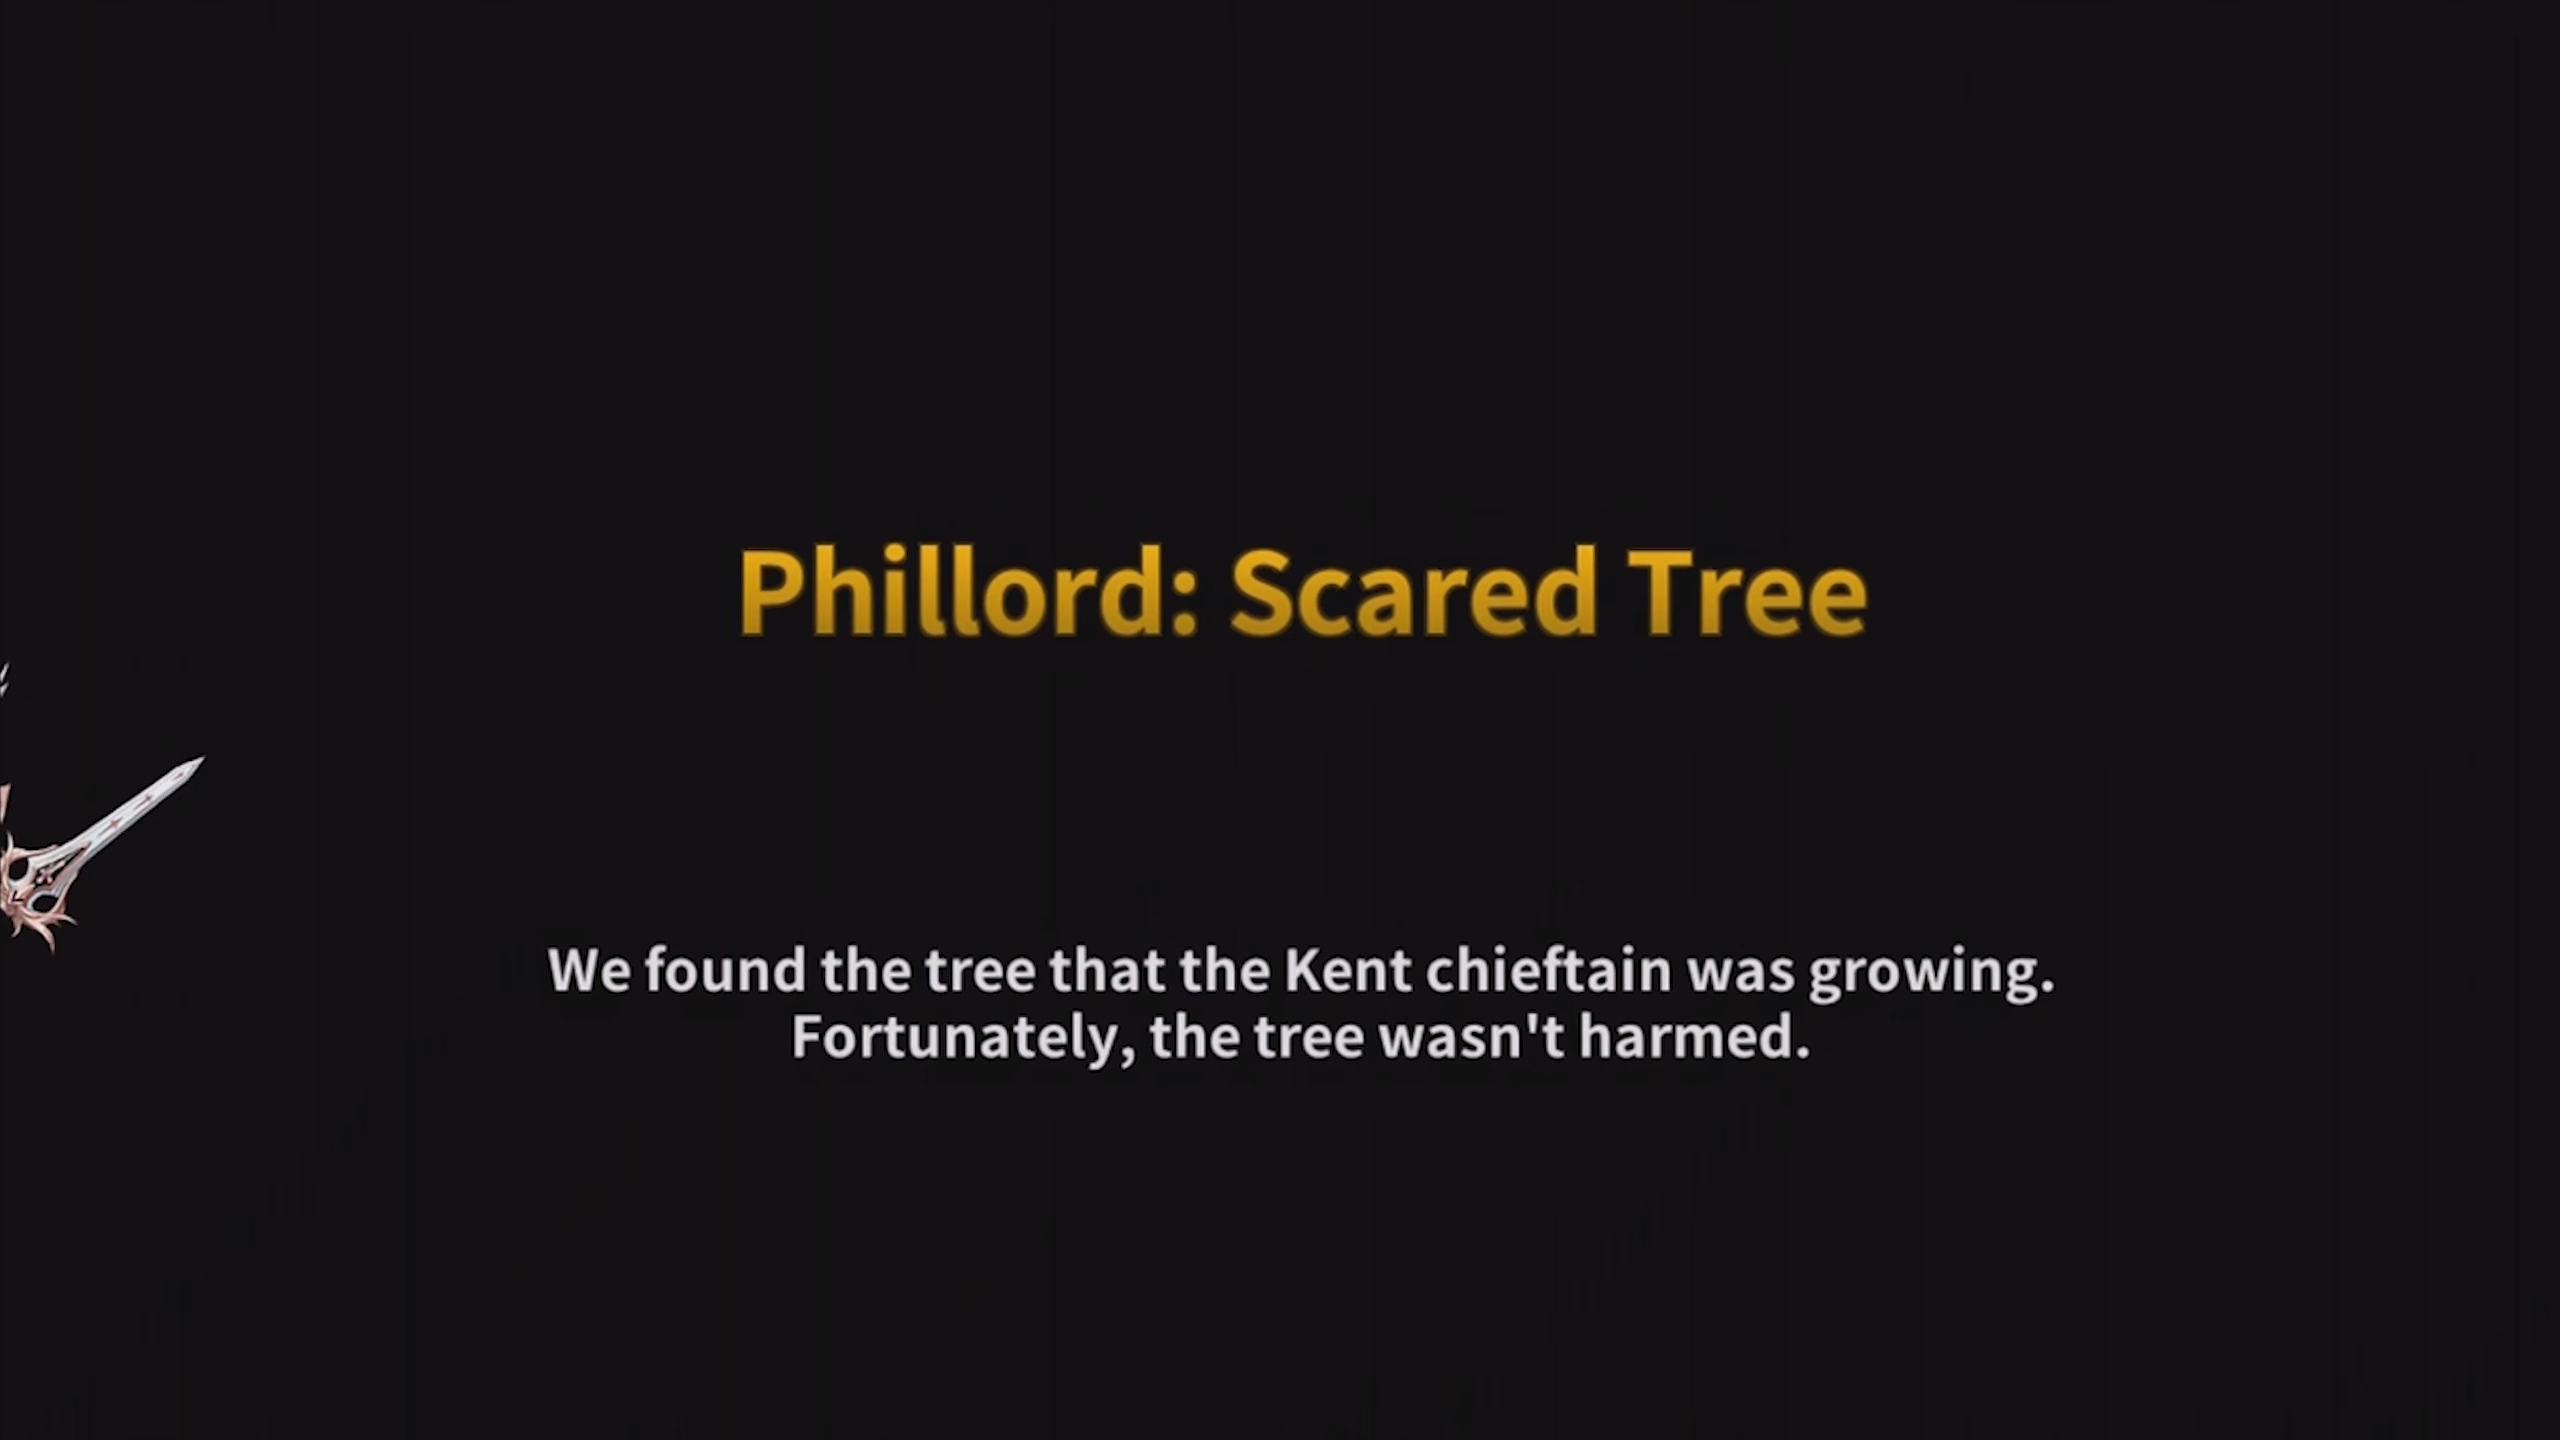 Phillord: Scared Tree
We found the tree that the Kent chieftain was growing.
Fortunately, the tree wasn't harmed.